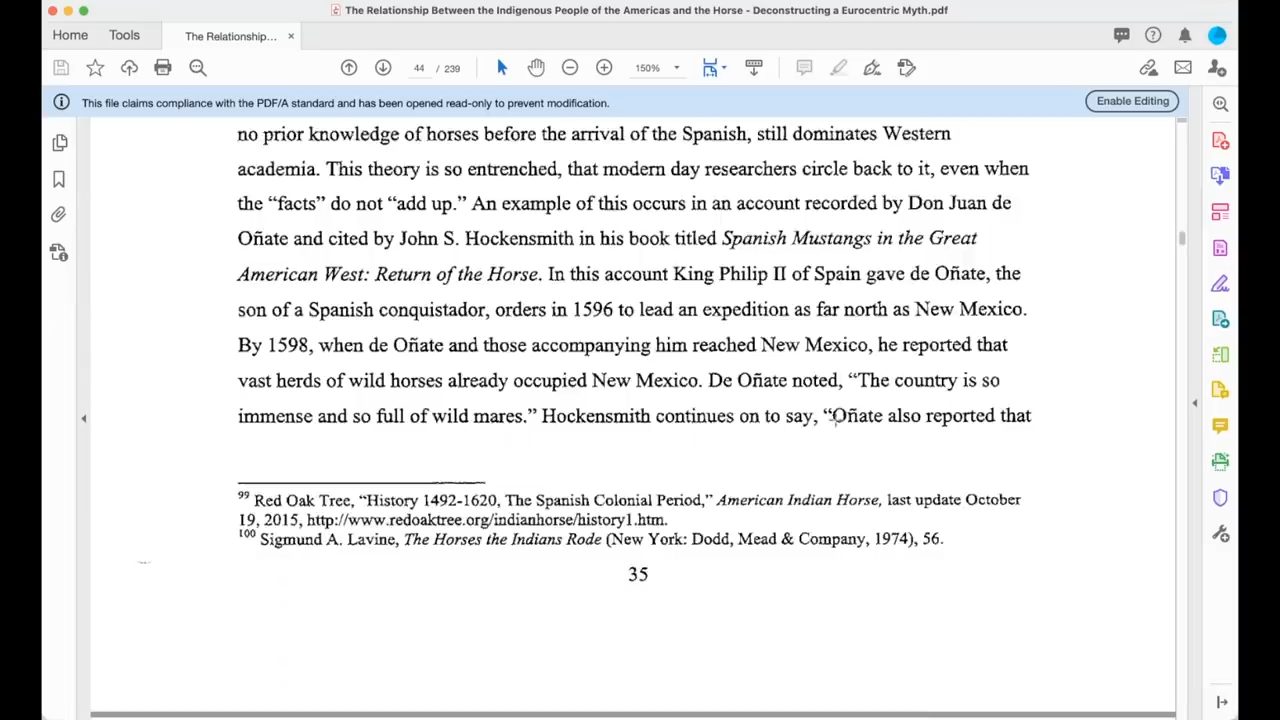 The Relationship Between the Indigenous People of the Americas and the Horse - Deconstructing a Eurocentric Myth.pdf
Home Tools The Relationship... ×
44 / 239 150%
This file claims compliance with the PDF/A standard and has been opened read-only to prevent modification. Enable Editing
no prior knowledge of horses before the arrival of the Spanish, still dominates Western
academia. This theory is so entrenched, that modern day researchers circle back to it, even when
the “facts” do not “add up.” An example of this occurs in an account recorded by Don Juan de
Oñate and cited by John S. Hockensmith in his book titled Spanish Mustangs in the Great
American West: Return of the Horse. In this account King Philip II of Spain gave de Oñate, the
son of a Spanish conquistador, orders in 1596 to lead an expedition as far north as New Mexico.
By 1598, when de Oñate and those accompanying him reached New Mexico, he reported that
vast herds of wild horses already occupied New Mexico. De Oñate noted, “The country is so
immense and so full of wild mares.” Hockensmith continues on to say, “Oñate also reported that
99 Red Oak Tree, “History 1492-1620, The Spanish Colonial Period,” American Indian Horse, last update October
19, 2015, http://www.redoaktree.org/indianhorse/history1.htm.
100 Sigmund A. Lavine, The Horses the Indians Rode (New York: Dodd, Mead & Company, 1974), 56.
35